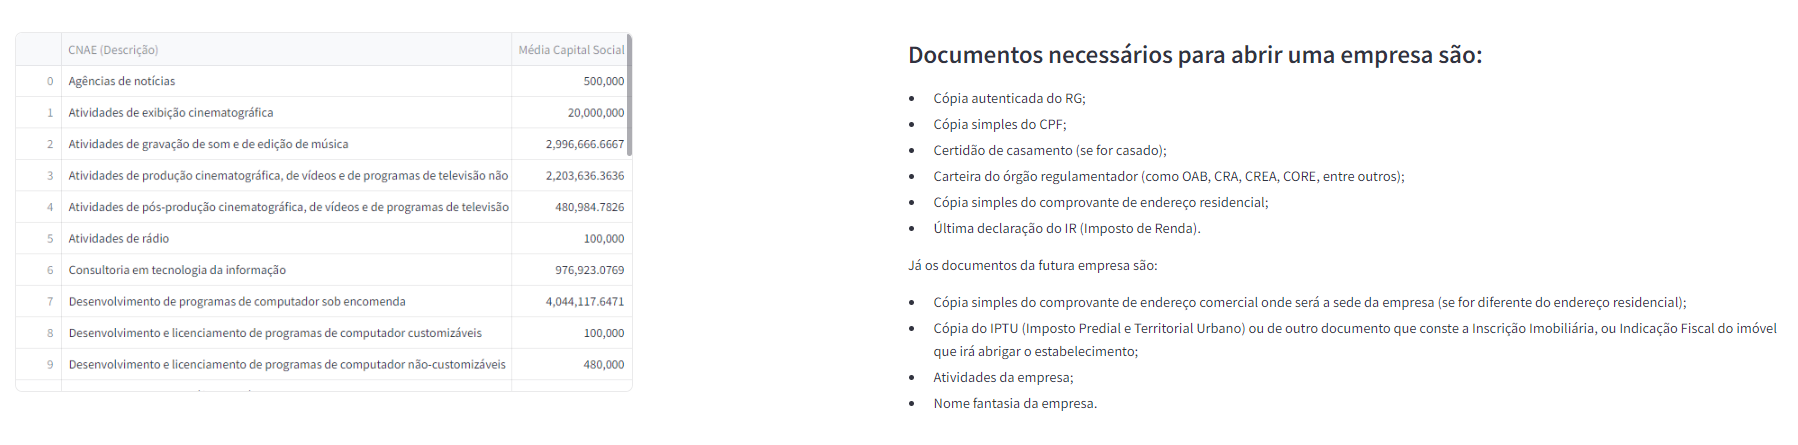 CNAE (Descrição) Média Capital Social
0 Agências de notícias 500,000
1 Atividades de exibição cinematográfica 20,000,000
2 Atividades de gravação de som e de edição de música 2,996,666.6667
3 Atividades de produção cinematográfica, de vídeos e de programas de televisão não 2,203,636.3636
4 Atividades de pós-produção cinematográfica, de vídeos e de programas de televisão 480,984.7826
5 Atividades de rádio 100,000
6 Consultoria em tecnologia da informação 976,923.0769
7 Desenvolvimento de programas de computador sob encomenda 4,044,117.6471
8 Desenvolvimento e licenciamento de programas de computador customizáveis 100,000
9 Desenvolvimento e licenciamento de programas de computador não-customizáveis 480,000
Documentos necessários para abrir uma empresa são:
• Cópia autenticada do RG;
• Cópia simples do CPF;
• Certidão de casamento (se for casado);
• Carteira do órgão regulamentador (como OAB, CRA, CREA, CORE, entre outros);
• Cópia simples do comprovante de endereço residencial;
• Última declaração do IR (Imposto de Renda).
Já os documentos da futura empresa são:
• Cópia simples do comprovante de endereço comercial onde será a sede da empresa (se for diferente do endereço residencial);
• Cópia do IPTU (Imposto Predial e Territorial Urbano) ou de outro documento que conste a Inscrição Imobiliária, ou Indicação Fiscal do imóvel
que irá abrigar o estabelecimento;
• Atividades da empresa;
• Nome fantasia da empresa.